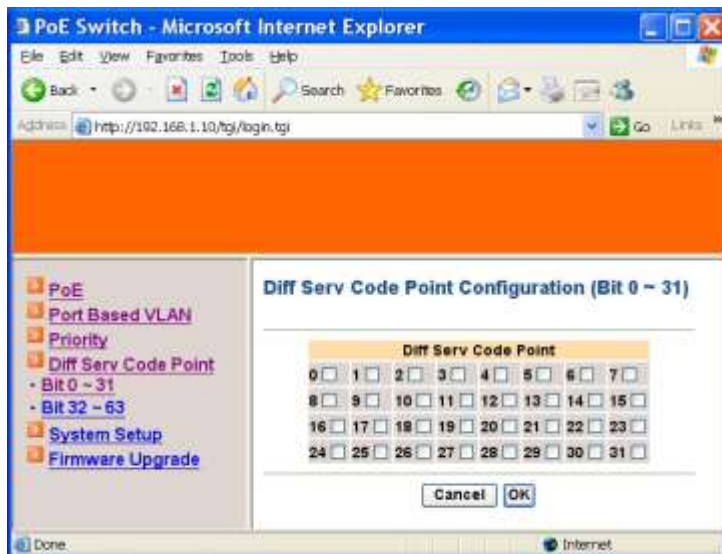 PoE Switch - Microsoft Internet Explorer
File Edit View Favorites Tools Help
Back Search Favorites
Address http://192.168.1.10/tgi/login.tgi Go Links »
PoE
Port Based VLAN
Priority
Diff Serv Code Point
- Bit 0 ~ 31
- Bit 32 ~ 63
System Setup
Firmware Upgrade
Diff Serv Code Point Configuration (Bit 0 ~ 31)
Diff Serv Code Point
0 1 2 3 4 5 6 7
8 9 10 11 12 13 14 15
16 17 18 19 20 21 22 23
24 25 26 27 28 29 30 31
Cancel OK
Done Internet